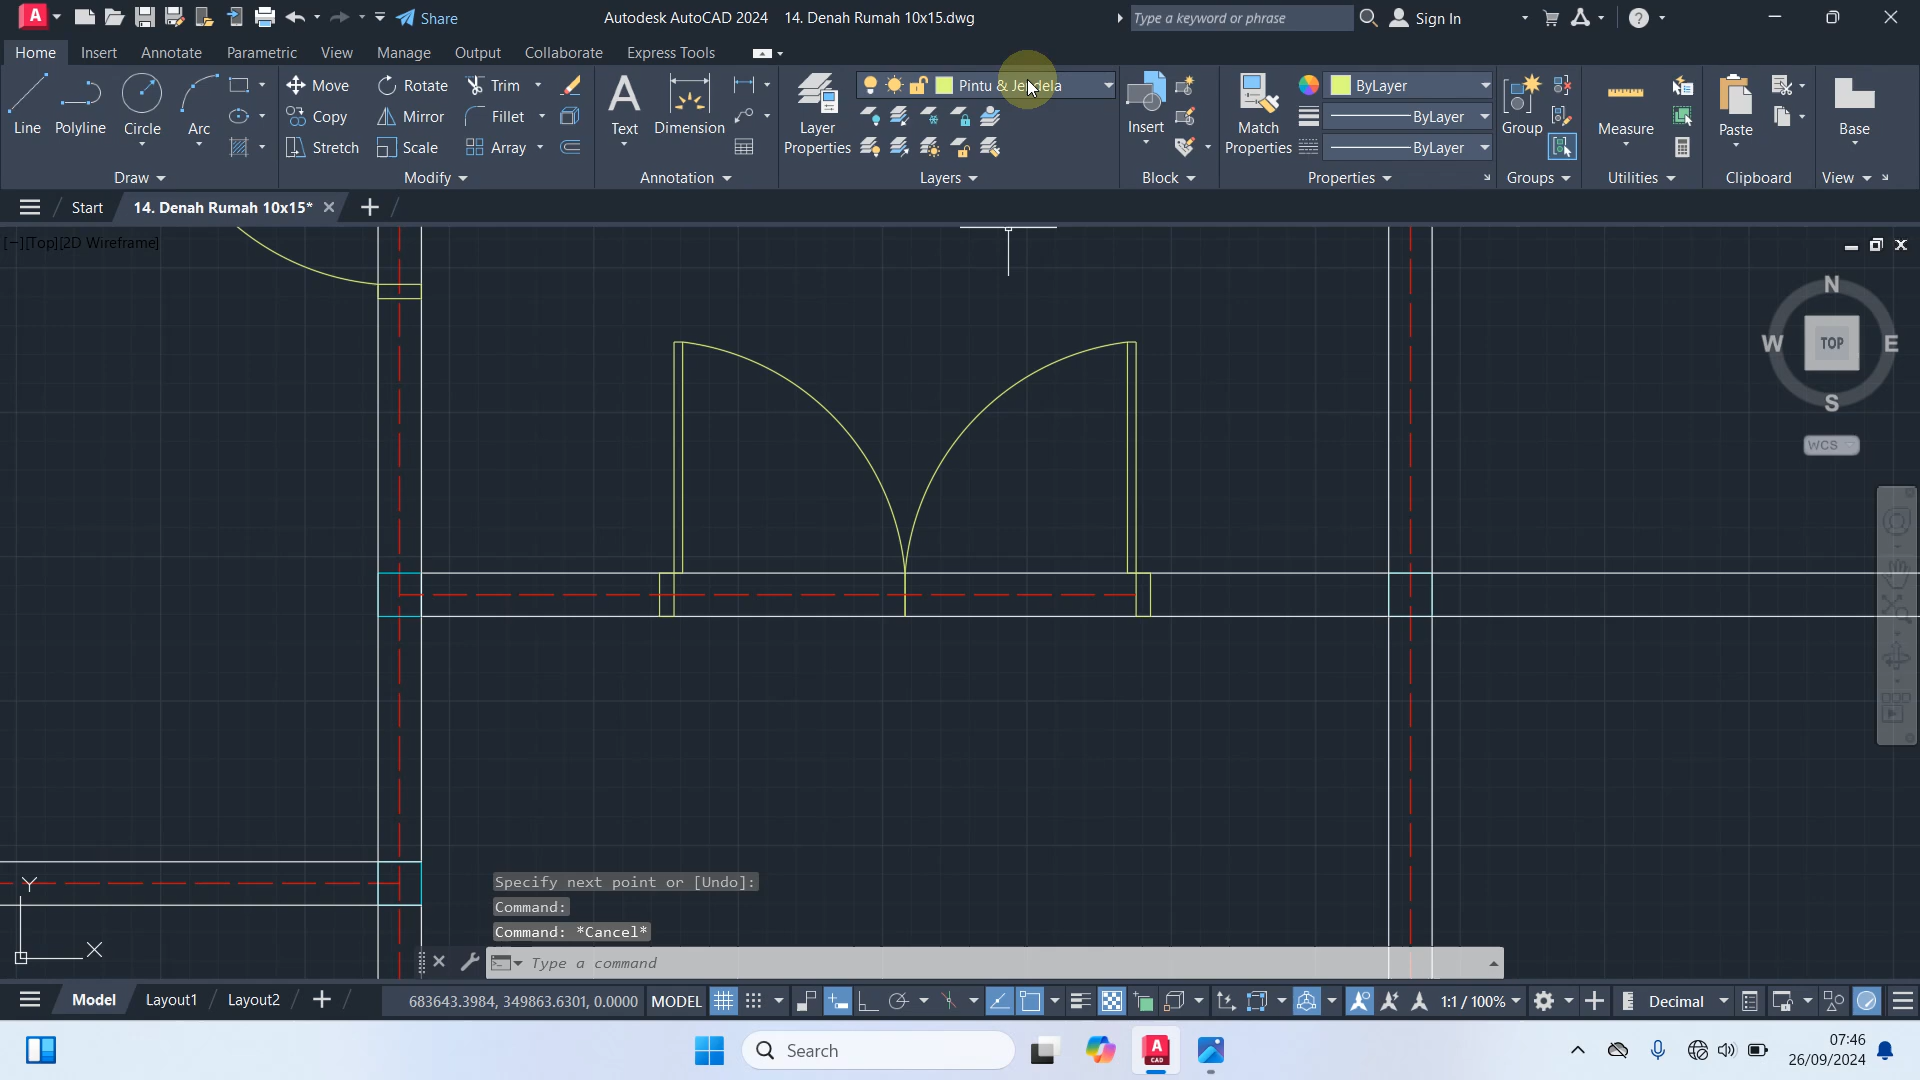 A Share Autodesk AutoCAD 2024 14. Denah Rumah 10x15.dwg Type a keyword or phrase Sign In ?
Home Insert Annotate Parametric View Manage Output Collaborate Express Tools
Line Polyline Circle Arc
Move Rotate Trim
Copy Mirror Fillet
Stretch Scale Array
A Text Dimension
Layer Properties
Pintu & Jendela
Insert
Match Properties
ByLayer
ByLayer
ByLayer
Group Measure Paste Base
Draw Modify Annotation Layers Block Properties Groups Utilities Clipboard View
Start 14. Denah Rumah 10x15*
[−][Top][2D Wireframe]
N
W TOP E
S
WCS
Specify next point or [Undo]:
Command:
Command: *Cancel*
Type a command
Y
X
Model Layout1 Layout2 683643.3984, 349863.6301, 0.0000 MODEL 1:1 / 100% Decimal
Search
A CAD
07:46
26/09/2024